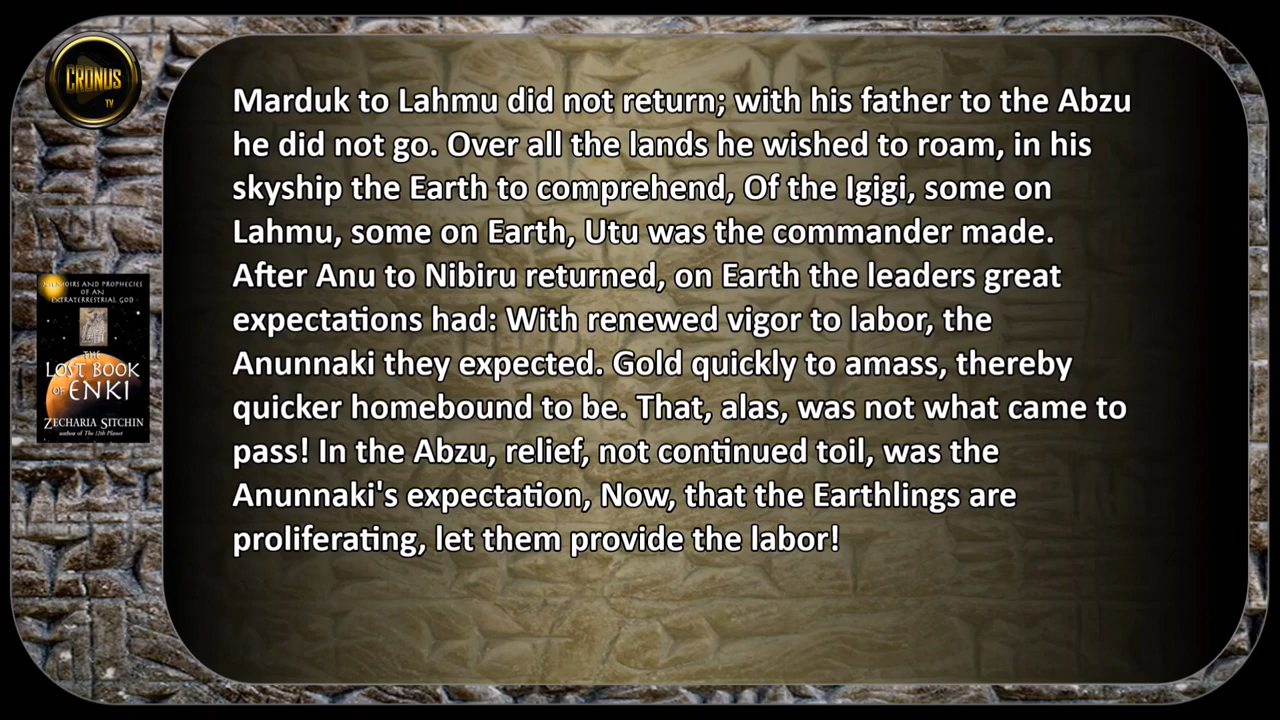 CRONUS
TV
Marduk to Lahmu did not return; with his father to the Abzu
he did not go. Over all the lands he wished to roam, in his
skyship the Earth to comprehend, Of the Igigi, some on
Lahmu, some on Earth, Utu was the commander made.
After Anu to Nibiru returned, on Earth the leaders great
expectations had: With renewed vigor to labor, the
Anunnaki they expected. Gold quickly to amass, thereby
quicker homebound to be. That, alas, was not what came to
pass! In the Abzu, relief, not continued toil, was the
Anunnaki's expectation, Now, that the Earthlings are
proliferating, let them provide the labor!
AND PROPHECIES
OF AN
EXTRATERRESTRIAL GOD
THE
LOST BOOK
OF ENKI
ZECHARIA SITCHIN
author of The 12th Planet